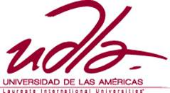 udla-
UNIVERSIDAD DE LAS AMÉRICAS
Laureate International Universities®